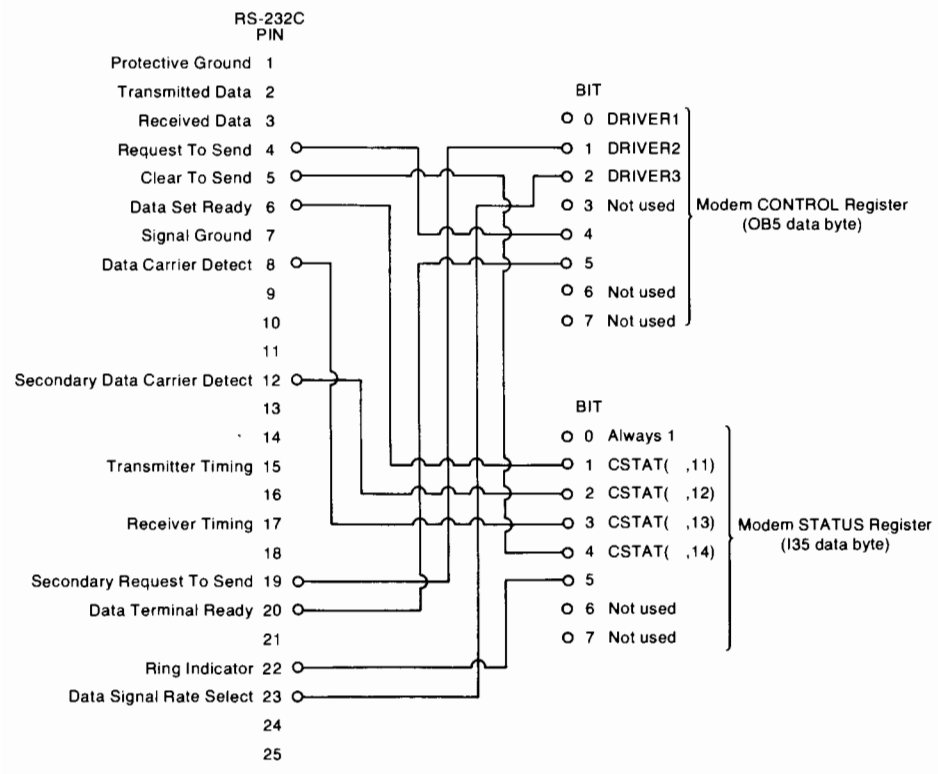 RS-232C
PIN
Protective Ground 1
Transmitted Data 2
Received Data 3
Request To Send 4
Clear To Send 5
Data Set Ready 6
Signal Ground 7
Data Carrier Detect 8
9
10
11
Secondary Data Carrier Detect 12
13
14
Transmitter Timing 15
16
Receiver Timing 17
18
Secondary Request To Send 19
Data Terminal Ready 20
21
Ring Indicator 22
Data Signal Rate Select 23
24
25
BIT
0 DRIVER1
1 DRIVER2
2 DRIVER3
3 Not used
4
5
6 Not used
7 Not used
Modem CONTROL Register
(OB5 data byte)
BIT
0 Always 1
1 CSTAT( ,11)
2 CSTAT( ,12)
3 CSTAT( ,13)
4 CSTAT( ,14)
5
6 Not used
7 Not used
Modem STATUS Register
(I35 data byte)